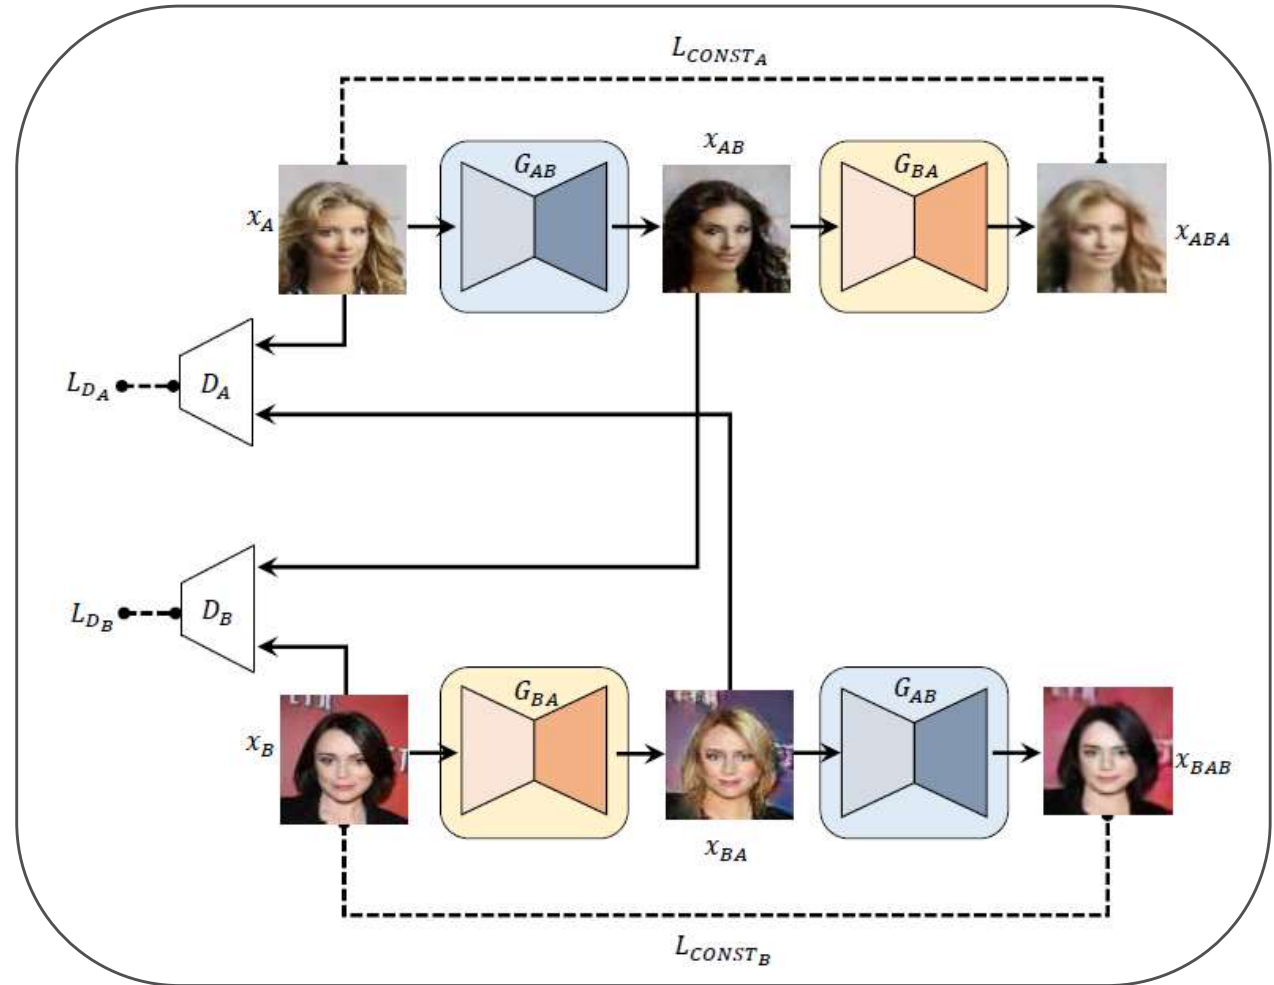 L_{CONST_A}
x_{AB}
G_{AB}
G_{BA}
x_A
x_{ABA}
L_{D_A}
D_A
L_{D_B}
D_B
G_{BA}
G_{AB}
x_B
x_{BAB}
x_{BA}
L_{CONST_B}